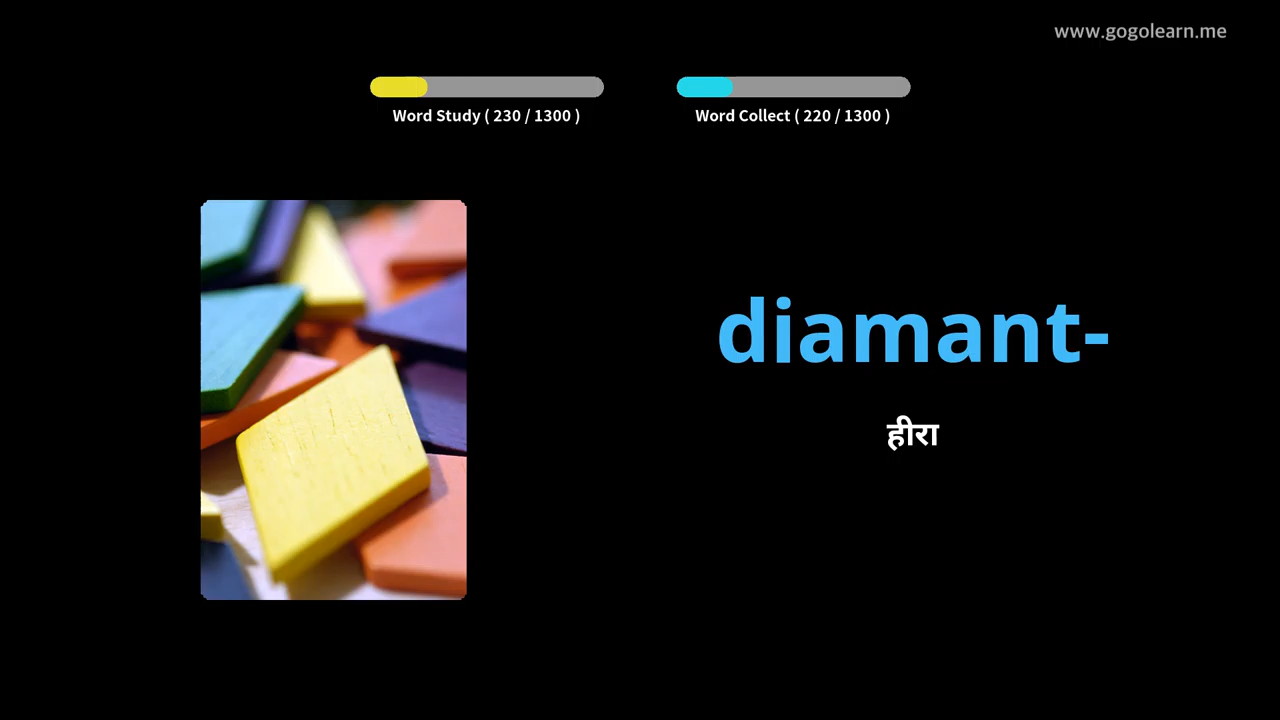 www.gogolearn.me
Word Study ( 230 / 1300 )
Word Collect ( 220 / 1300 )
diamant-
हीरा